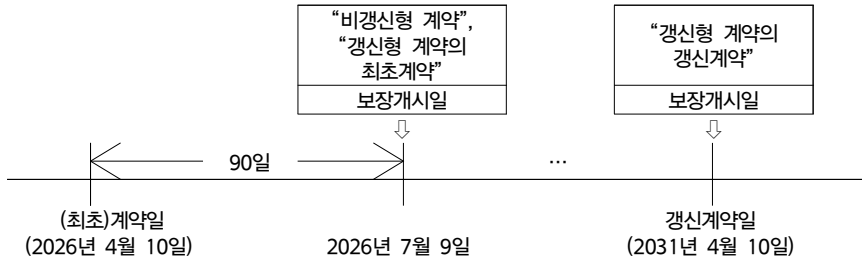 “비갱신형 계약”,
“갱신형 계약의
최초계약”
보장개시일
“갱신형 계약의
갱신계약”
보장개시일
90일
…
(최초)계약일
(2026년 4월 10일)
2026년 7월 9일
갱신계약일
(2031년 4월 10일)